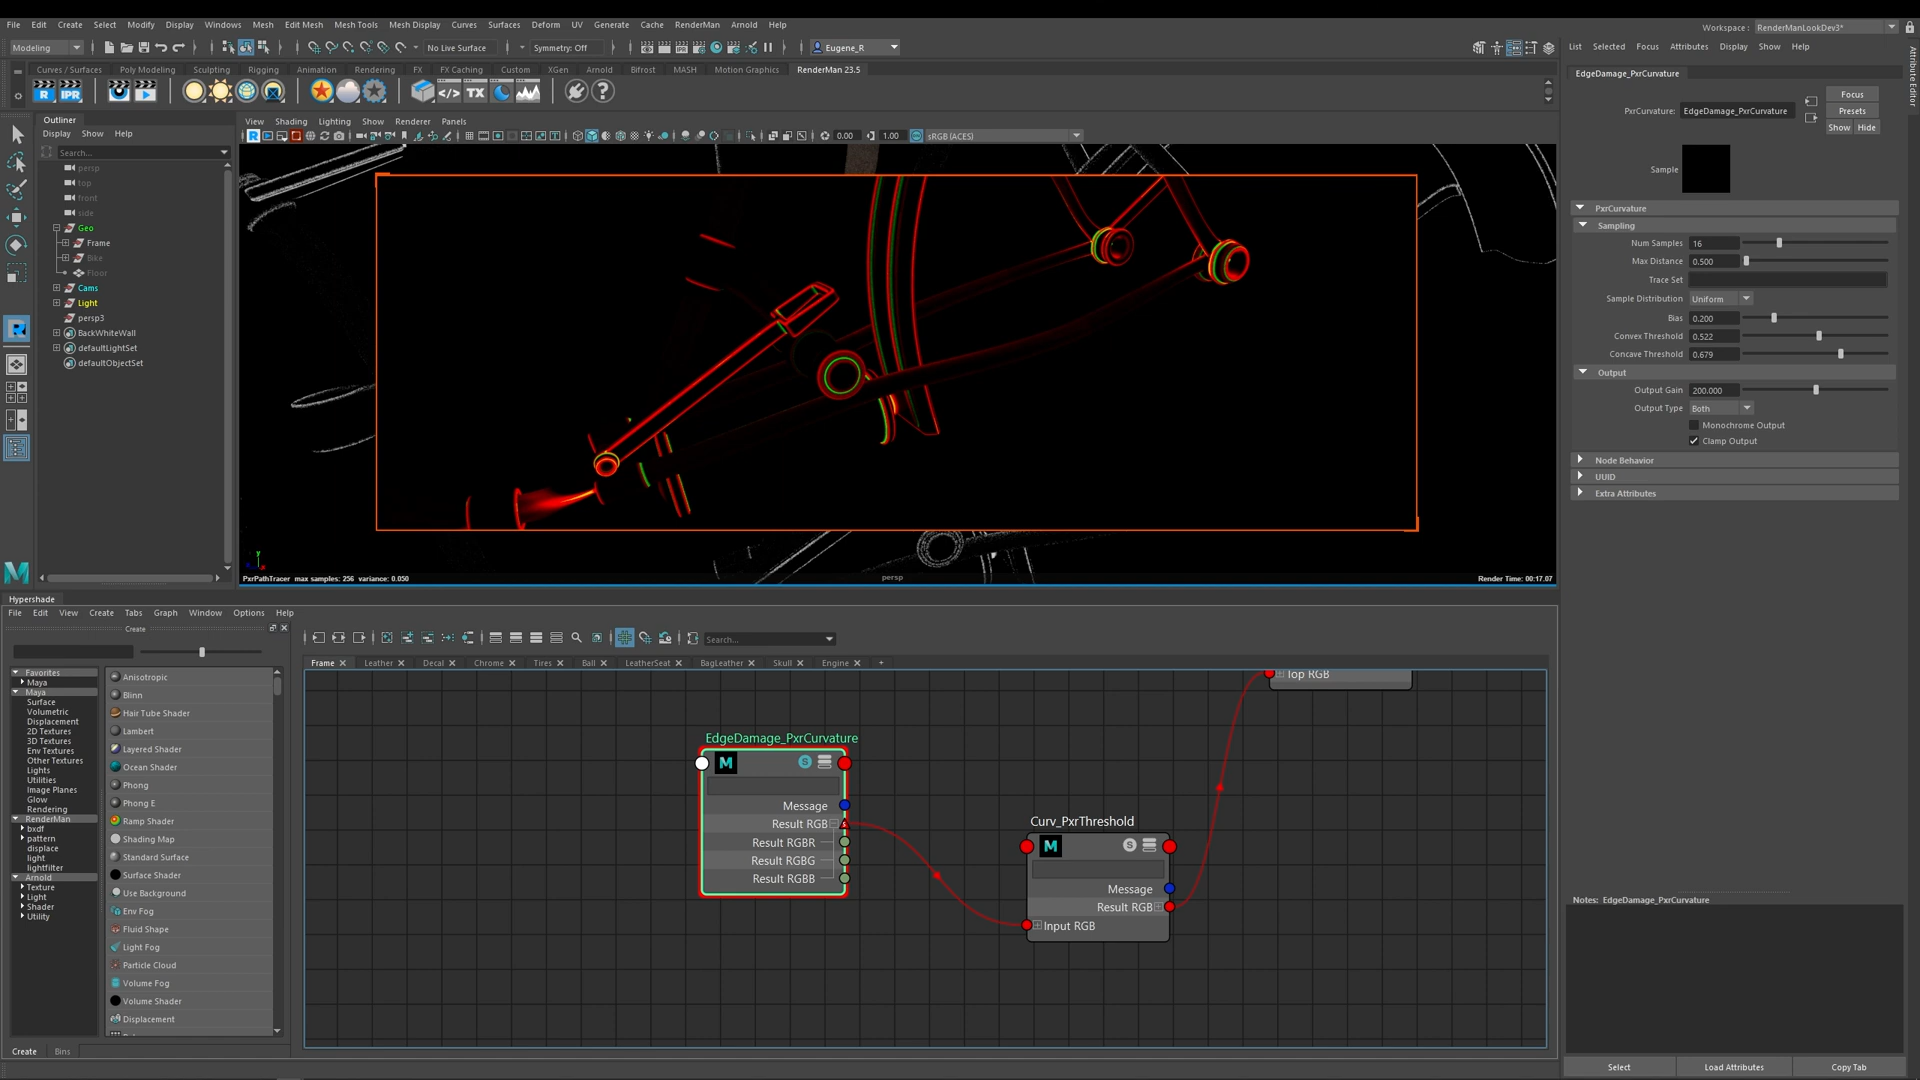 File Edit Create Select Modify Display Windows Mesh Edit Mesh Mesh Tools Mesh Display Curves Surfaces Deform UV Generate Cache RenderMan Arnold Help
Workspace : RenderManLookDev3*
Modeling No Live Surface Symmetry: Off Eugene_R
List Selected Focus Attributes Display Show Help
Curves / Surfaces Poly Modeling Sculpting Rigging Animation Rendering FX FX Caching Custom XGen Arnold Bifrost MASH Motion Graphics RenderMan 23.5
R IPR </> TX
Attribute Editor
EdgeDamage_PxrCurvature
PxrCurvature: EdgeDamage_PxrCurvature
Focus
Presets
Show Hide
Sample
PxrCurvature
Sampling
Num Samples 16
Max Distance 0.500
Trace Set
Sample Distribution Uniform
Bias 0.200
Convex Threshold 0.522
Concave Threshold 0.679
Output
Output Gain 200.000
Output Type Both
Monochrome Output
Clamp Output
Node Behavior
UUID
Extra Attributes
Notes: EdgeDamage_PxrCurvature
Select Load Attributes Copy Tab
Outliner
Display Show Help
Search...
persp
top
front
side
Geo
Frame
Bike
Floor
Cams
Light
persp3
BackWhiteWall
defaultLightSet
defaultObjectSet
View Shading Lighting Show Renderer Panels
0.00 1.00 sRGB (ACES)
PxrPathTracer max samples: 256 variance: 0.050
persp
Render Time: 00:17.07
Hypershade
File Edit View Create Tabs Graph Window Options Help
Create
Search...
Frame Leather Decal Chrome Tires Ball LeatherSeat BagLeather Skull Engine +
Favorites
Maya
Maya
Surface
Volumetric
Displacement
2D Textures
3D Textures
Env Textures
Other Textures
Lights
Utilities
Image Planes
Glow
Rendering
RenderMan
bxdf
pattern
displace
light
lightfilter
Arnold
Texture
Light
Shader
Utility
Anisotropic
Blinn
Hair Tube Shader
Lambert
Layered Shader
Ocean Shader
Phong
Phong E
Ramp Shader
Shading Map
Standard Surface
Surface Shader
Use Background
Env Fog
Fluid Shape
Light Fog
Particle Cloud
Volume Fog
Volume Shader
Displacement
Create Bins
Top RGB
EdgeDamage_PxrCurvature
M S
Message
Result RGB
Result RGBR
Result RGBG
Result RGBB
Curv_PxrThreshold
M S
Message
Result RGB
Input RGB